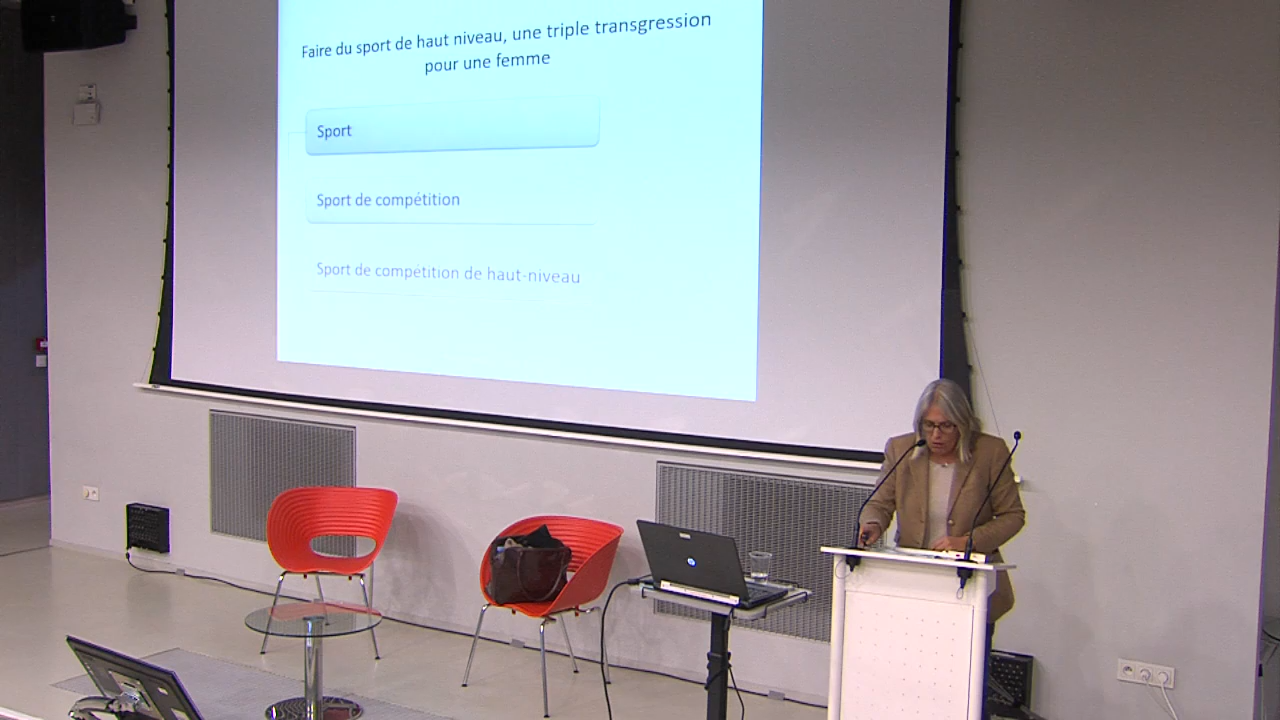 Faire du sport de haut niveau, une triple transgression
pour une femme
Sport
Sport de compétition
Sport de compétition de haut-niveau